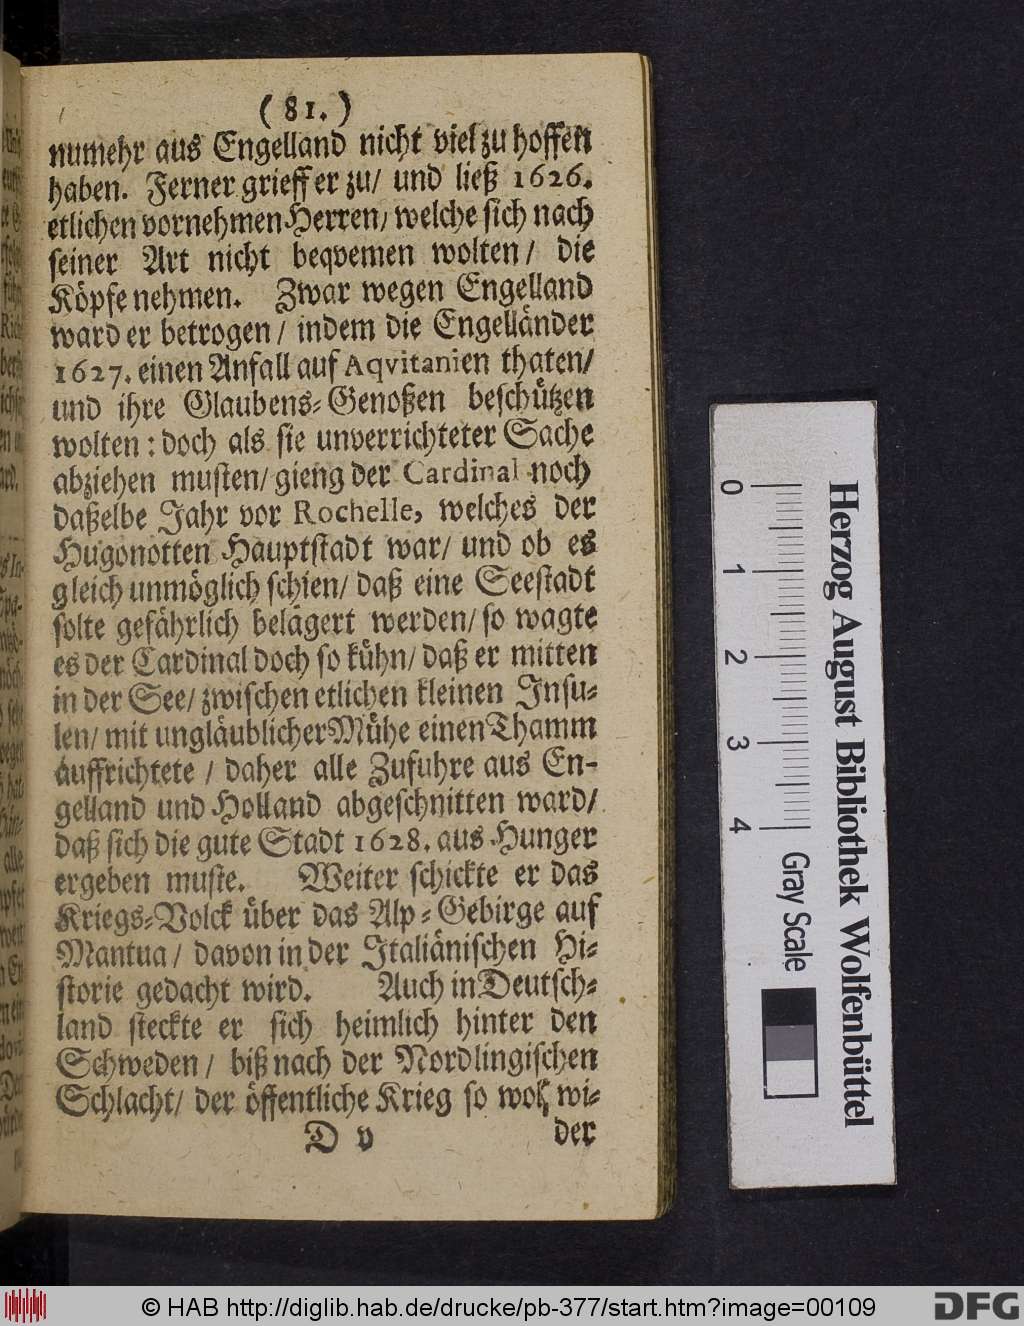 ( 81. )
numehr aus Engelland nicht viel zu hoffen
haben. Ferner grieff er zu/ und ließ 1626.
etlichen vornehmen Herren/ welche sich nach
seiner Art nicht beqvemen wolten/ die
Köpfe nehmen. Zwar wegen Engelland
ward er betrogen/ indem die Engelländer
1627. einen Anfall auf Aqvitanien thäten/
und ihre Glaubens-Genoßen beschützen
wolten: doch als sie unverrichteter Sache
abziehen musten/ gieng der Cardinal noch
daßelbe Jahr vor Rochelle, welches der
Hugonotten Hauptstadt war/ und ob es
gleich unmöglich schien/ daß eine Seestadt
solte gefährlich belägert werden/ so wagte
es der Cardinal doch so kühn/ daß er mitten
in der See/ zwischen etlichen kleinen Insu-
len/ mit ungläublicher Mühe einen Thamm
auffrichtete / daher alle Zufuhre aus En-
gelland und Holland abgeschnitten ward/
daß sich die gute Stadt 1628. aus Hunger
ergeben muste. Weiter schickte er das
Kriegs-Volck über das Alp-Gebirge auf
Mantua/ davon in der Italiänischen Hi-
storie gedacht wird. Auch in Deutsch-
land steckte er sich heimlich hinter den
Schweden/ biß nach der Nordlingischen
Schlacht/ der öffentliche Krieg so wol wi-
D v der
Herzog August Bibliothek Wolfenbüttel
0 1 2 3 4 Gray Scale
© HAB http://diglib.hab.de/drucke/pb-377/start.htm?image=00109
DFG